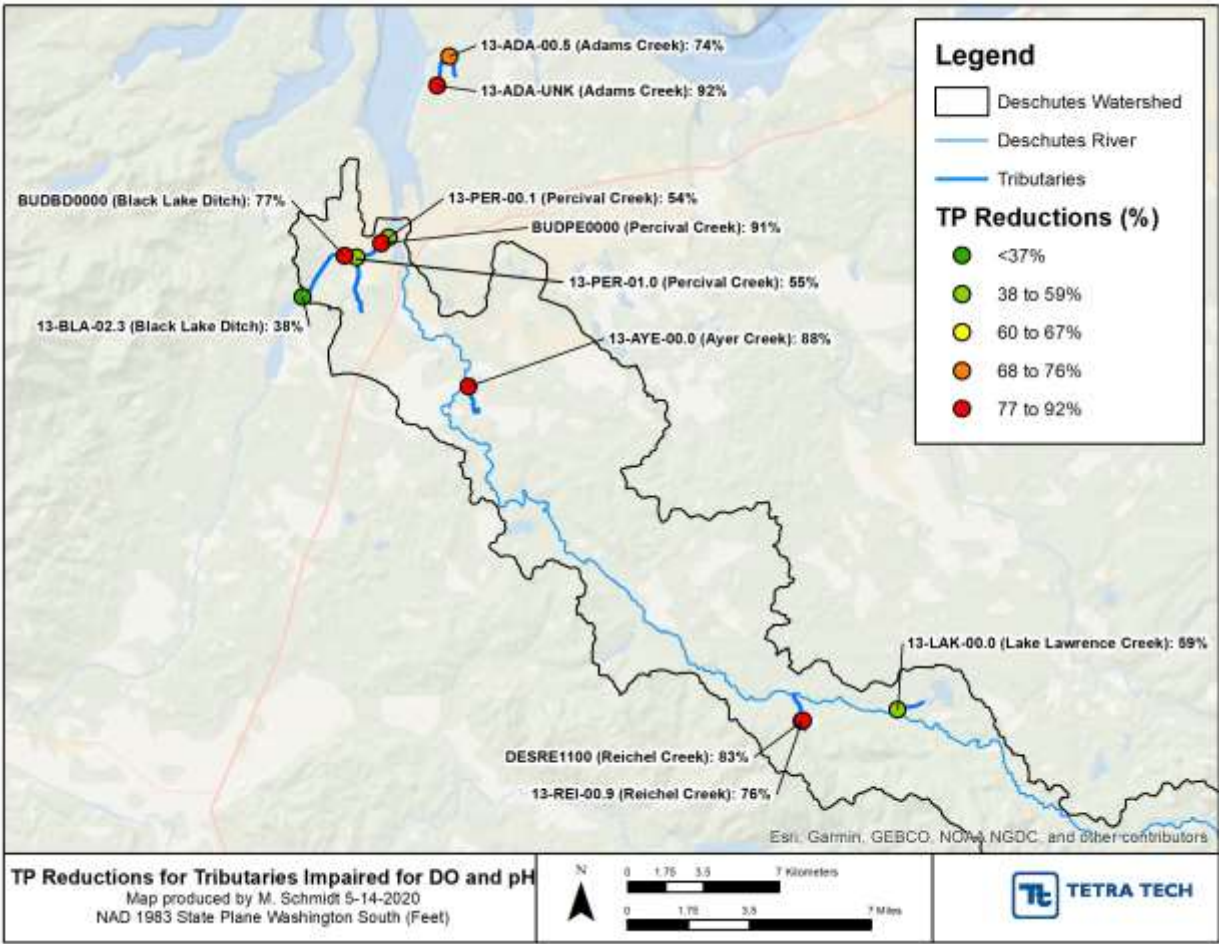 13-ADA-00.5 (Adams Creek): 74%
13-ADA-UNK (Adams Creek): 92%
BUDBD0000 (Black Lake Ditch): 77%
13-PER-00.1 (Percival Creek): 54%
BUDPE0000 (Percival Creek): 91%
13-PER-01.0 (Percival Creek): 55%
13-BLA-02.3 (Black Lake Ditch): 38%
13-AYE-00.0 (Ayer Creek): 88%
13-LAK-00.0 (Lake Lawrence Creek): 59%
DESRE1100 (Reichel Creek): 83%
13-REI-00.9 (Reichel Creek): 76%
Legend
Deschutes Watershed
Deschutes River
Tributaries
TP Reductions (%)
<37%
38 to 59%
60 to 67%
68 to 76%
77 to 92%
Esri, Garmin, GEBCO, NOAA NGDC, and other contributors
TP Reductions for Tributaries Impaired for DO and pH
Map produced by M. Schmidt 5-14-2020
NAD 1983 State Plane Washington South (Feet)
N
0 1.75 3.5 7 Kilometers
0 1.75 3.5 7 Miles
Tt TETRA TECH